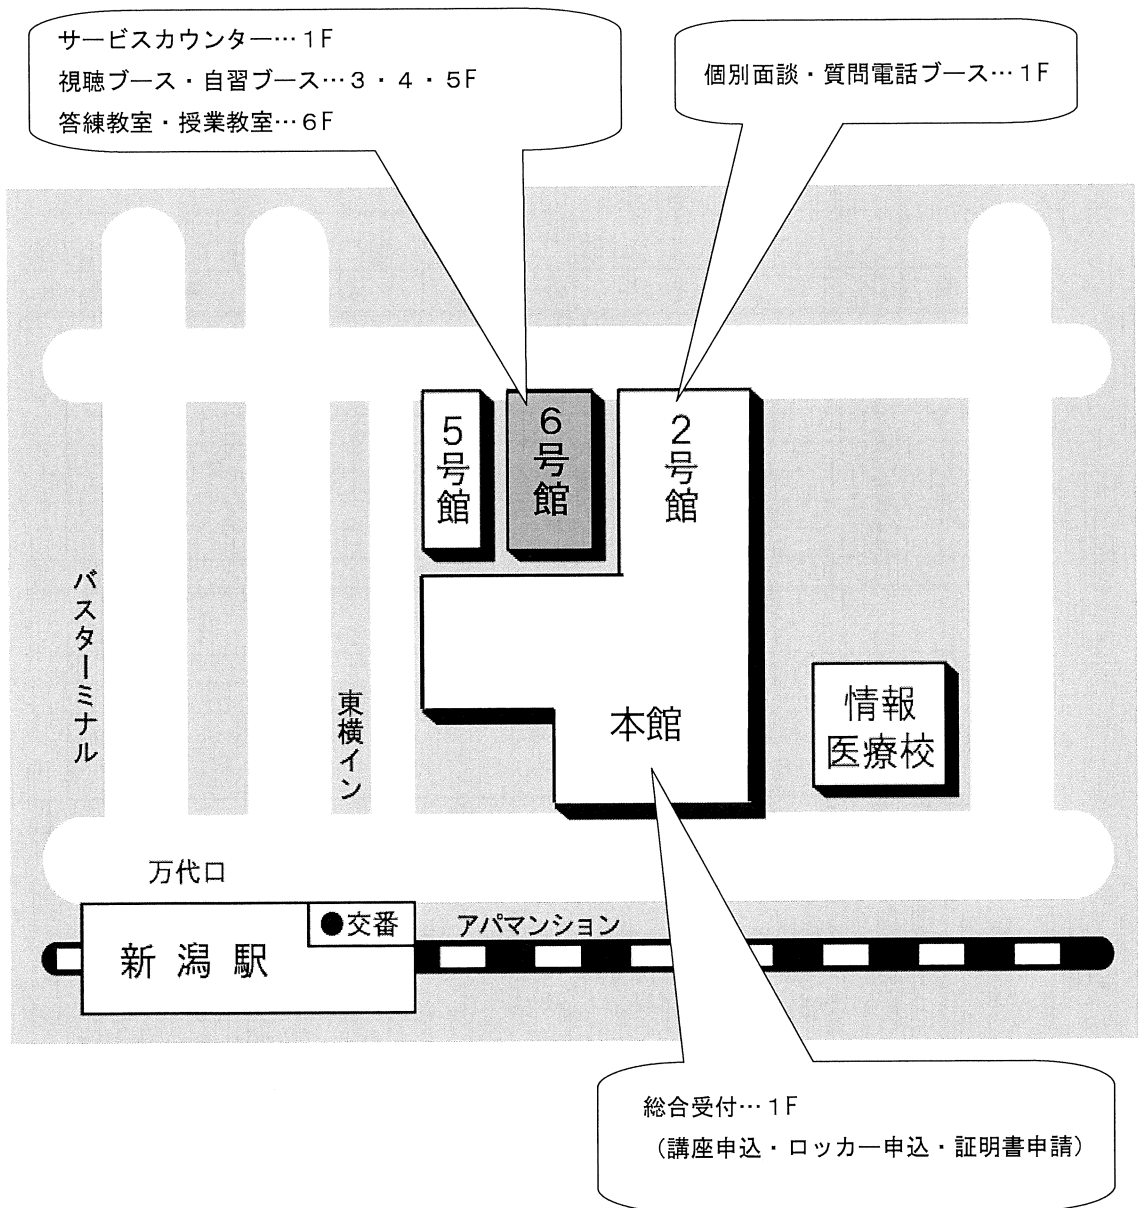 サービスカウンター…１F
視聴ブース・自習ブース…３・４・５F
答練教室・授業教室…６F
個別面談・質問電話ブース…１F
５号館
６号館
２号館
バスターミナル
東横イン
本館
情報
医療校
万代口
●交番
アパマンション
新潟駅
総合受付…１F
（講座申込・ロッカー申込・証明書申請）